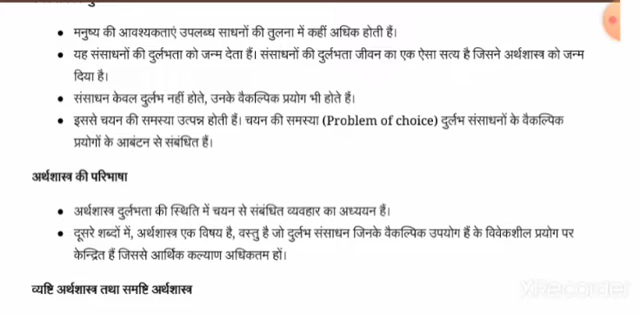 • मनुष्य की आवश्यकताएं उपलब्ध साधनों की तुलना में कहीं अधिक होती हैं।
• यह संसाधनों की दुर्लभता को जन्म देता हैं। संसाधनों की दुर्लभता जीवन का एक ऐसा सत्य है जिसने अर्थशास्त्र को जन्म
दिया है।
• संसाधन केवल दुर्लभ नहीं होते, उनके वैकल्पिक प्रयोग भी होते हैं।
• इससे चयन की समस्या उत्पन्न होती हैं। चयन की समस्या (Problem of choice) दुर्लभ संसाधनों के वैकल्पिक
प्रयोगों के आबंटन से संबंधित हैं।
अर्थशास्त्र की परिभाषा
• अर्थशास्त्र दुर्लभता की स्थिति में चयन से संबंधित व्यवहार का अध्ययन हैं।
• दूसरे शब्दों में, अर्थशास्त्र एक विषय है, वस्तु है जो दुर्लभ संसाधन जिनके वैकल्पिक उपयोग हैं के विवेकशील प्रयोग पर
केन्द्रित हैं जिससे आर्थिक कल्याण अधिकतम हों।
व्यष्टि अर्थशास्त्र तथा समष्टि अर्थशास्त्र
XRecorder